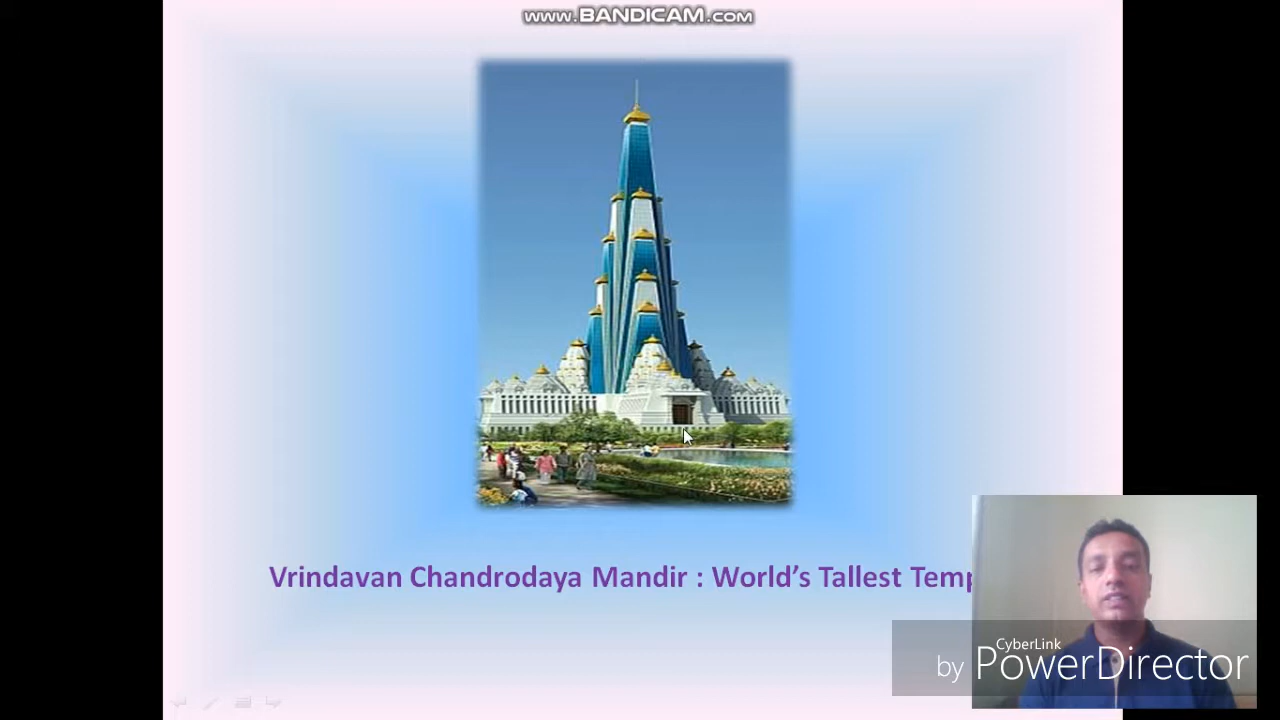 www.BANDICAM.com
Vrindavan Chandrodaya Mandir : World's Tallest Temp
CyberLink
by PowerDirector